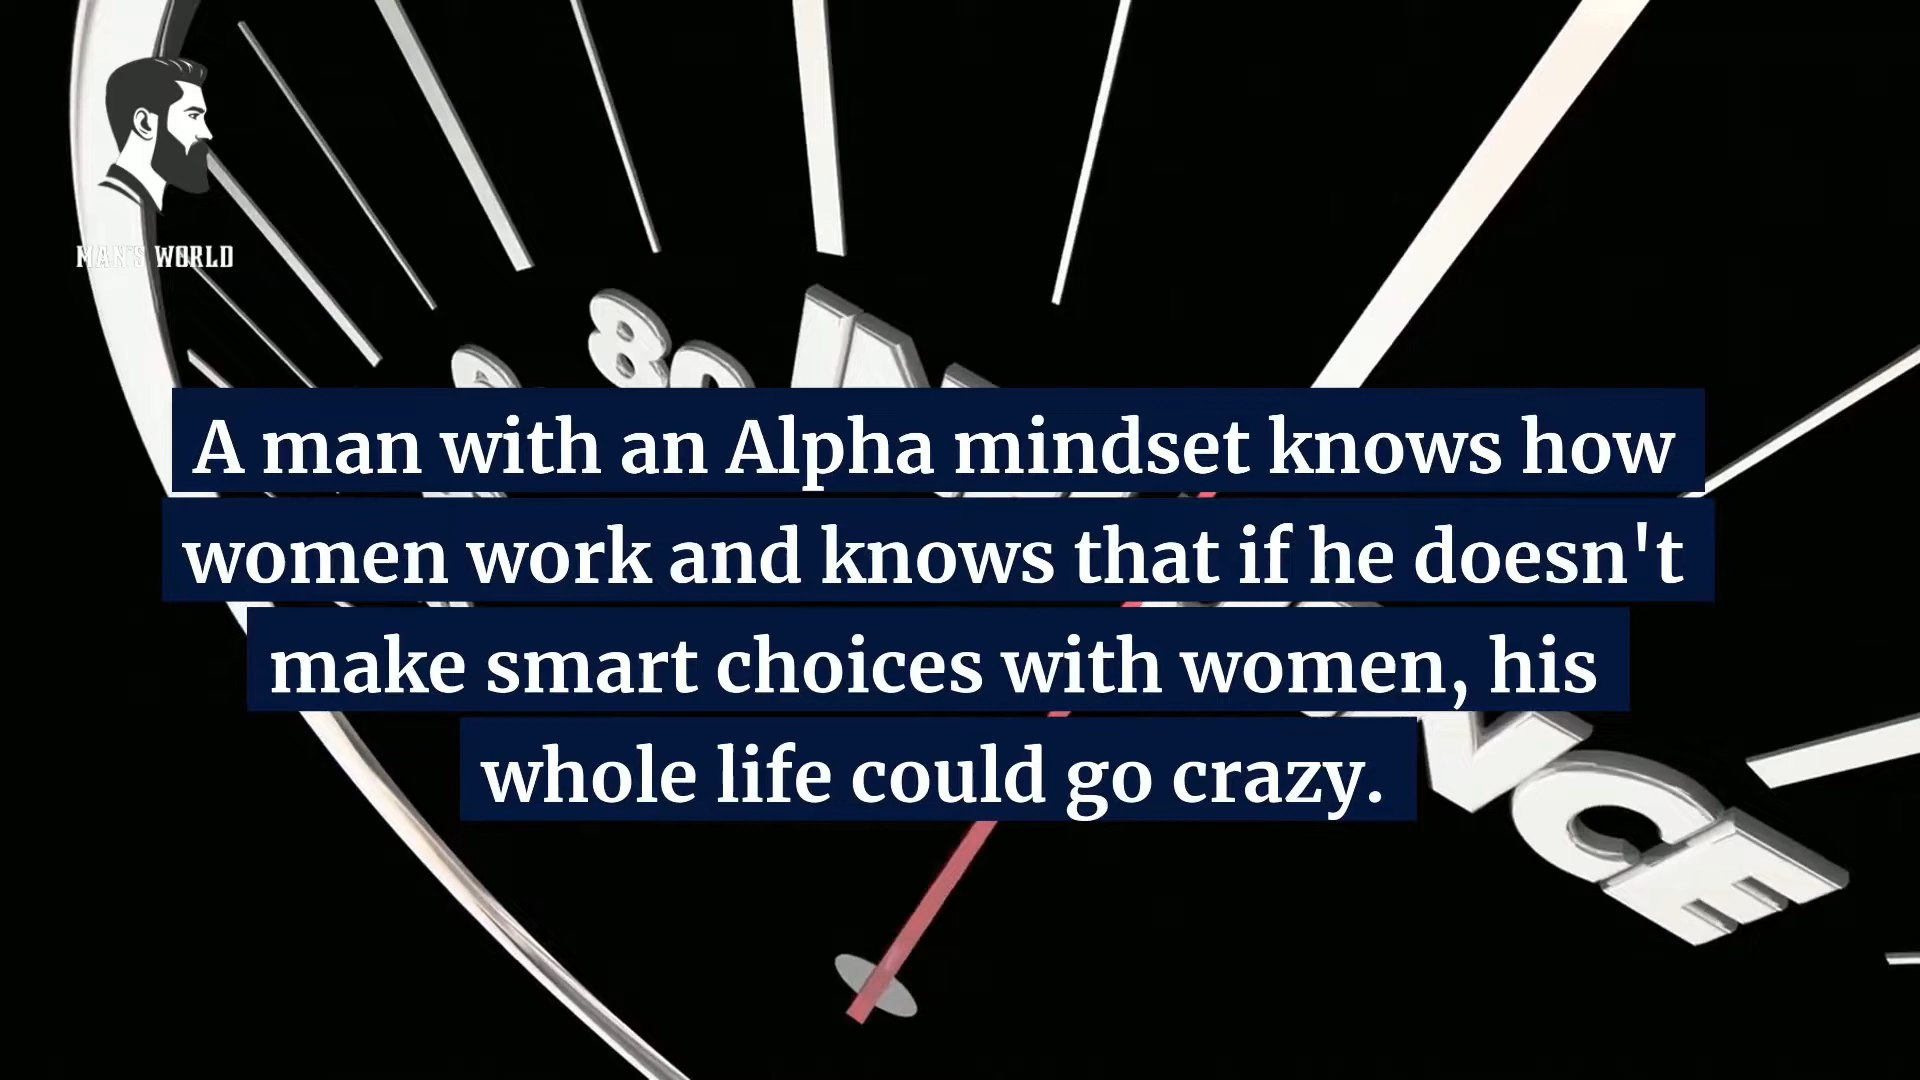 MAN'S WORLD
80
A man with an Alpha mindset knows how
women work and knows that if he doesn't
make smart choices with women, his
whole life could go crazy.